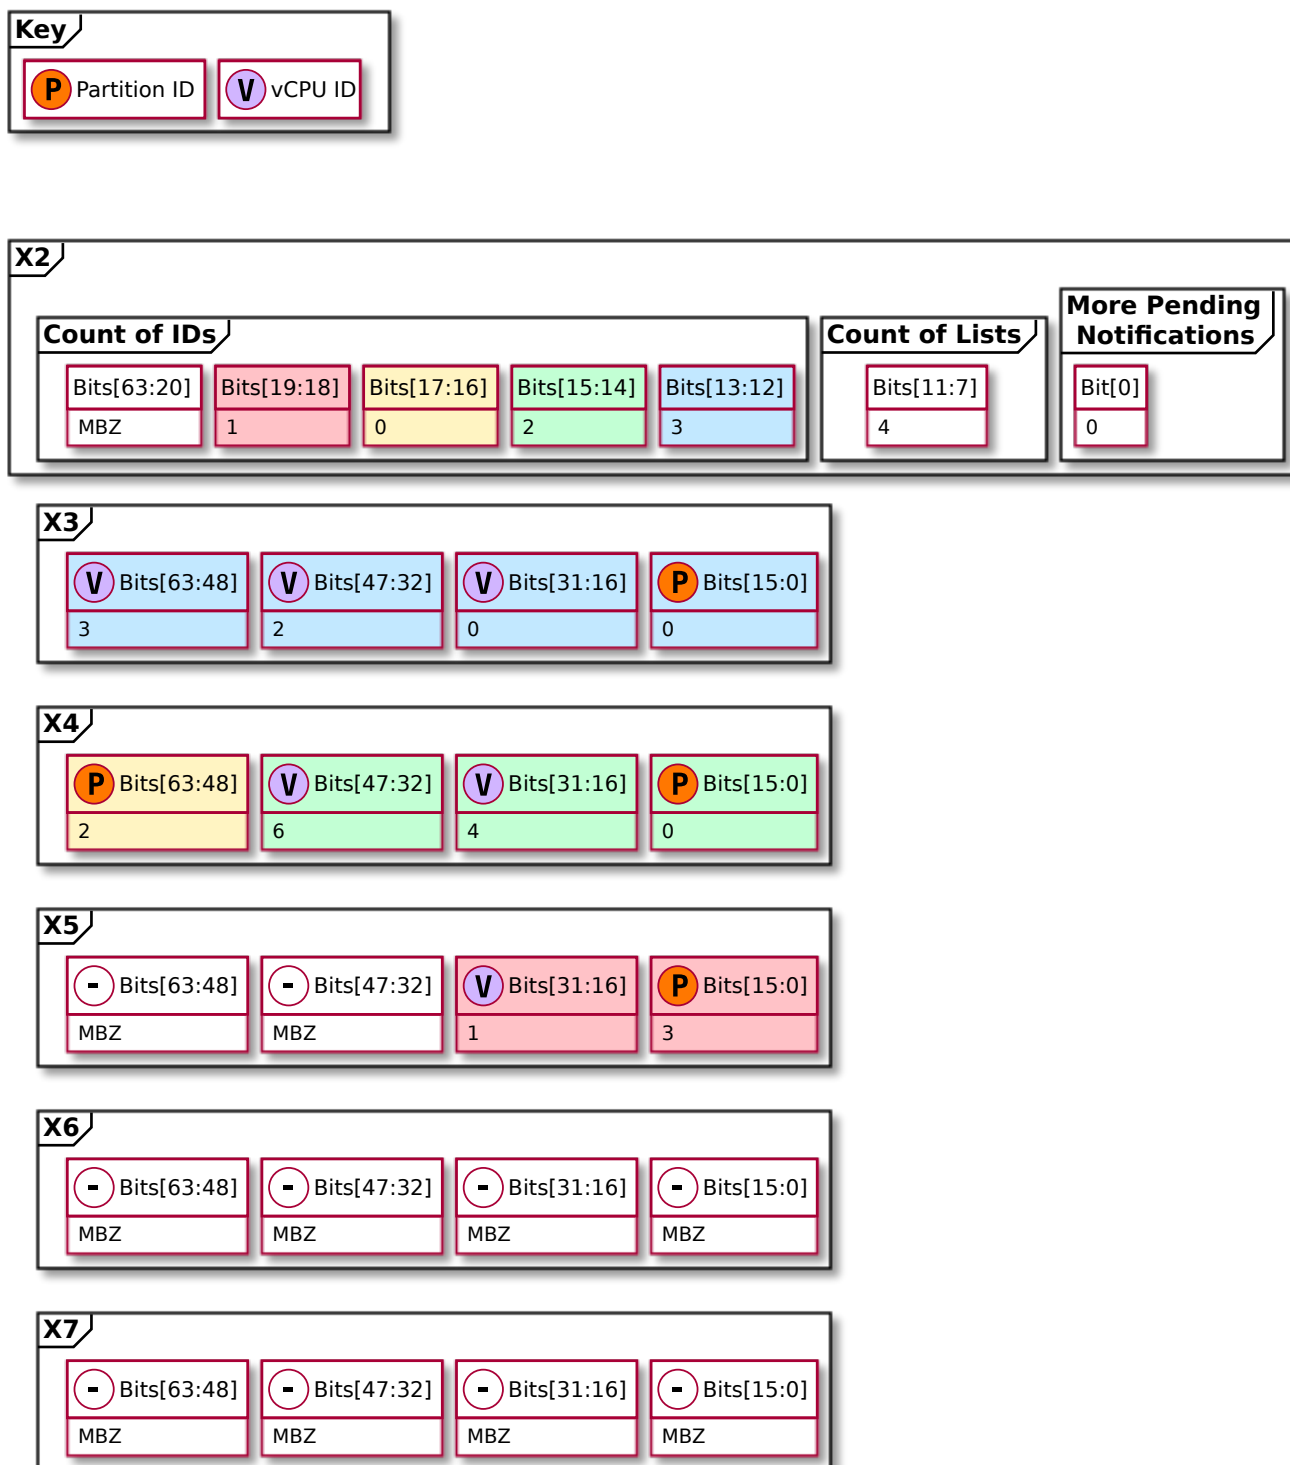 Key
P Partition ID V vCPU ID
X2
Count of IDs Count of Lists More Pending
Notifications
Bits[63:20] Bits[19:18] Bits[17:16] Bits[15:14] Bits[13:12] Bits[11:7] Bit[0]
MBZ 1 0 2 3 4 0
X3
V Bits[63:48] V Bits[47:32] V Bits[31:16] P Bits[15:0]
3 2 0 0
X4
P Bits[63:48] V Bits[47:32] V Bits[31:16] P Bits[15:0]
2 6 4 0
X5
- Bits[63:48] - Bits[47:32] V Bits[31:16] P Bits[15:0]
MBZ MBZ 1 3
X6
- Bits[63:48] - Bits[47:32] - Bits[31:16] - Bits[15:0]
MBZ MBZ MBZ MBZ
X7
- Bits[63:48] - Bits[47:32] - Bits[31:16] - Bits[15:0]
MBZ MBZ MBZ MBZ